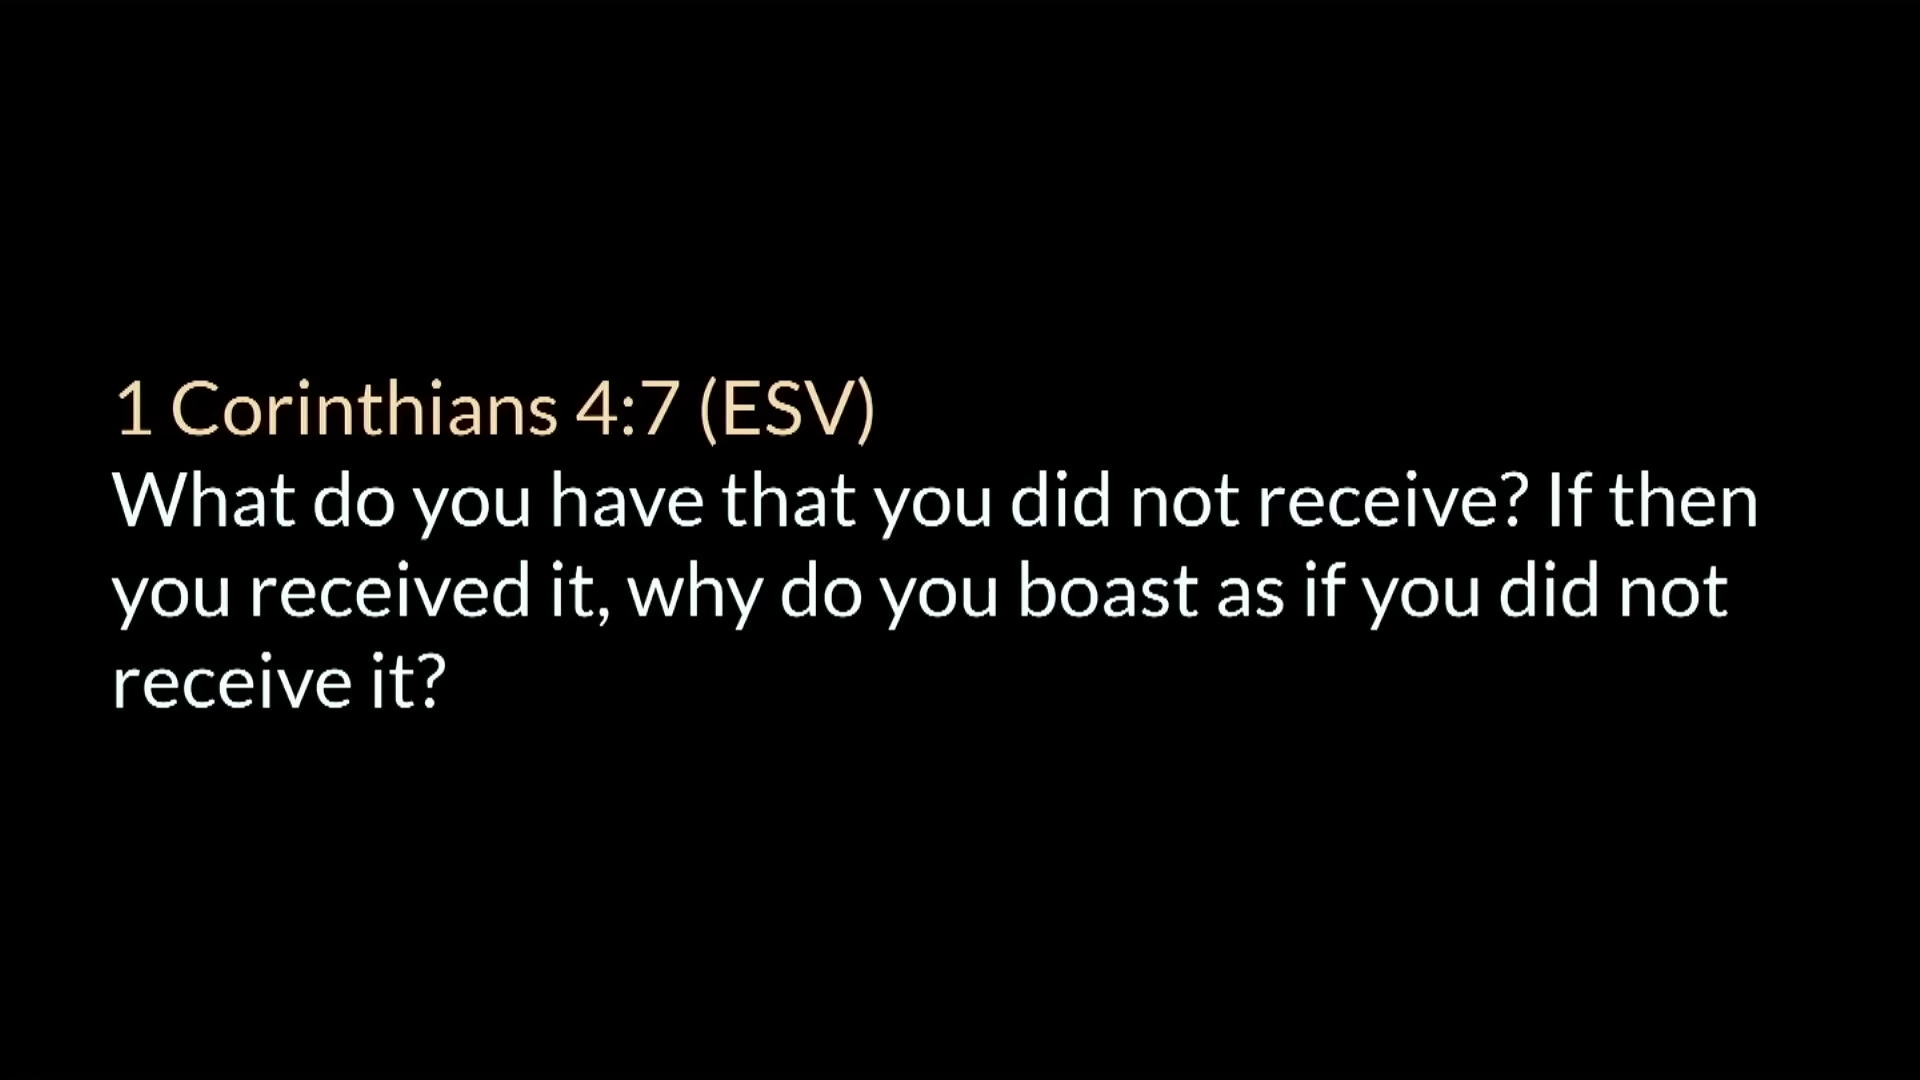 1 Corinthians 4:7 (ESV)
What do you have that you did not receive? If then
you received it, why do you boast as if you did not
receive it?